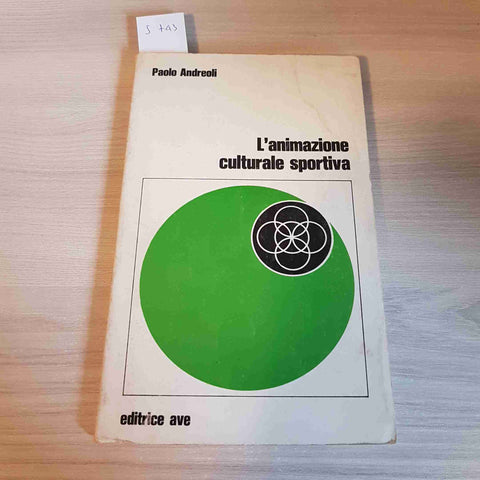 S 743
Paolo Andreoli
L'animazione
culturale sportiva
editrice ave